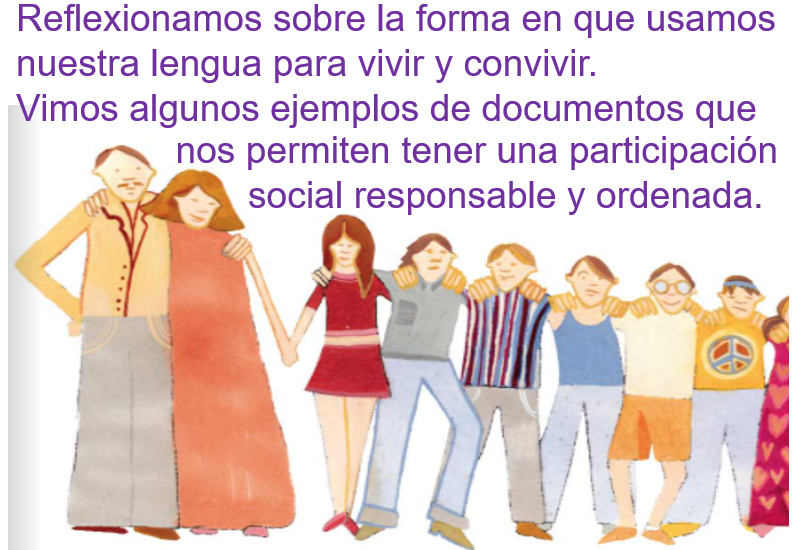 Reflexionamos sobre la forma en que usamos
nuestra lengua para vivir y convivir.
Vimos algunos ejemplos de documentos que
nos permiten tener una participación
social responsable y ordenada.